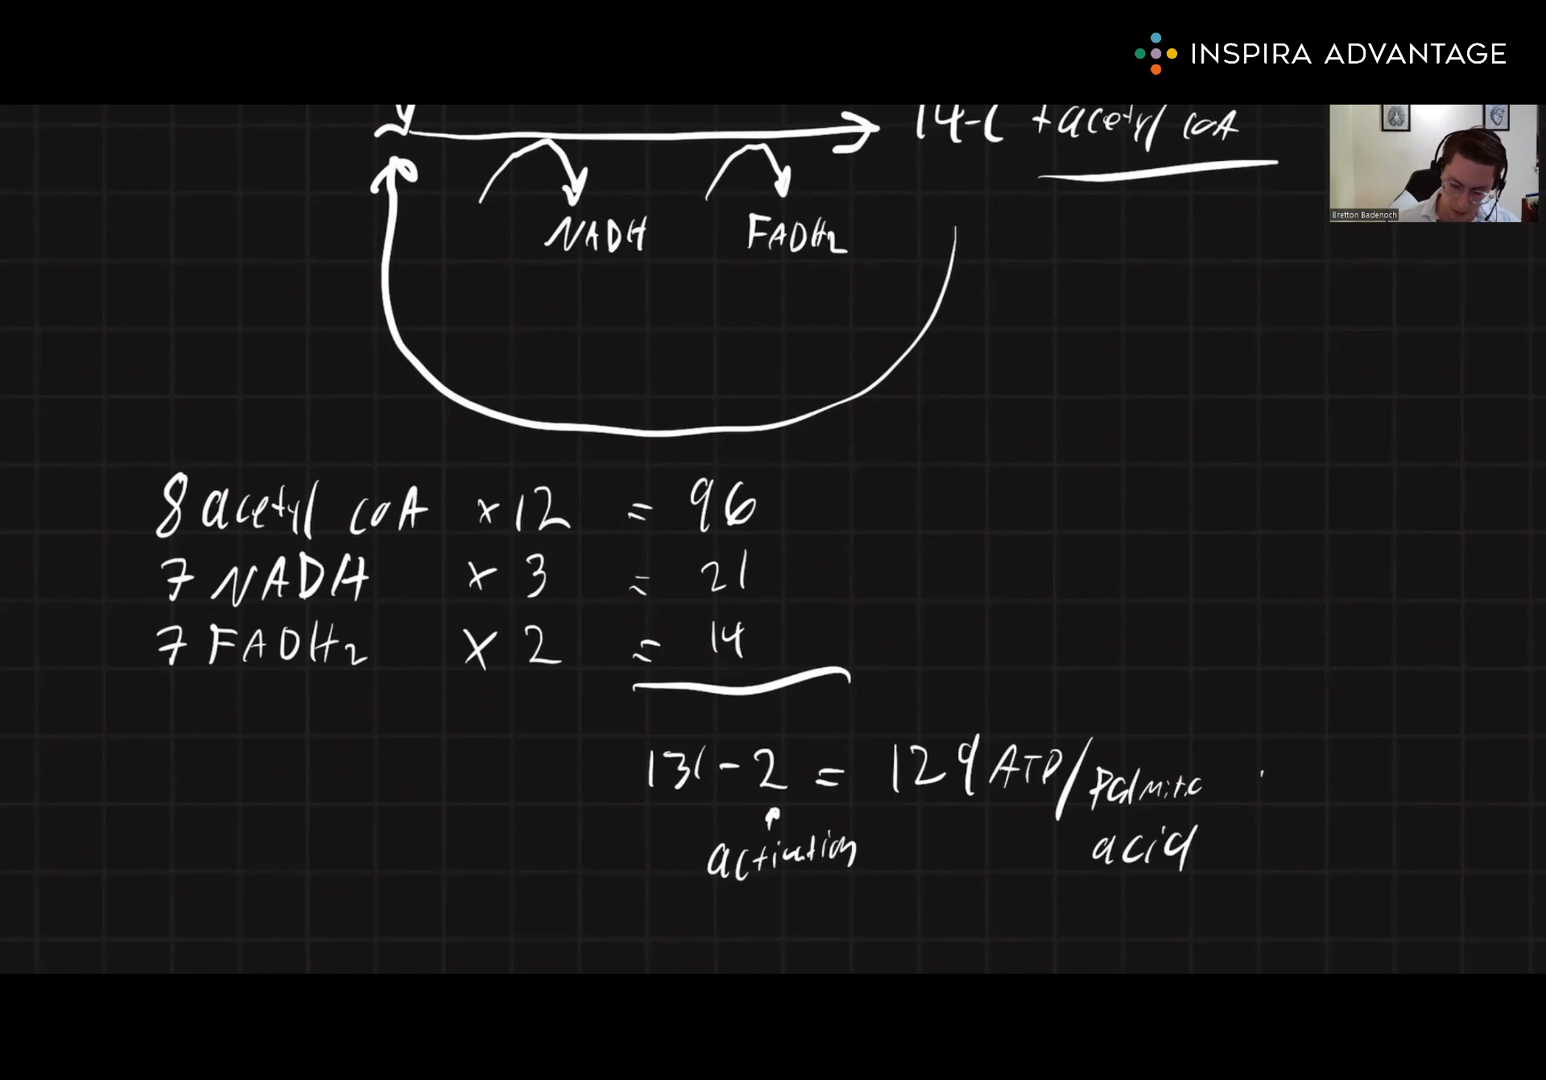 INSPIRA ADVANTAGE
14-C + acetyl coA
Bretton Badenoch
NADH FADH2
8 acetyl coA × 12 = 96
7 NADH × 3 = 21
7 FADH2 × 2 = 14
131 - 2 = 129 ATP/Palmitic acid
activation